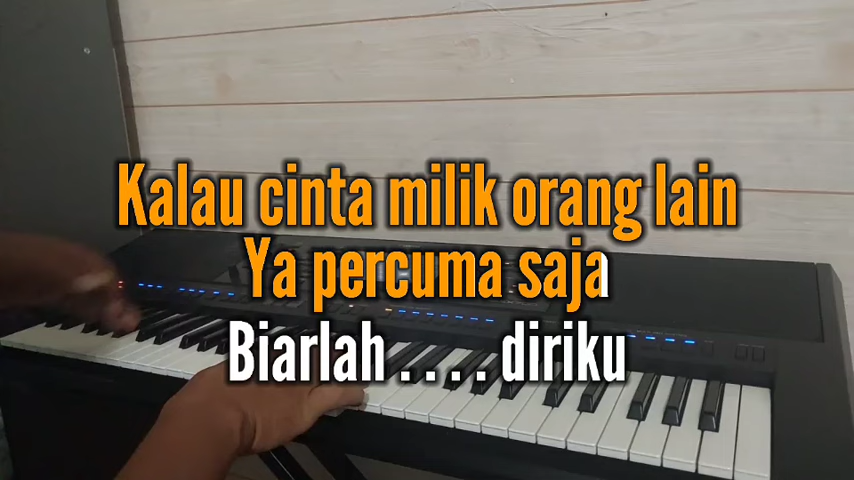 Kalau cinta milik orang lain
Ya percuma saja
Biarlah . . . . diriku